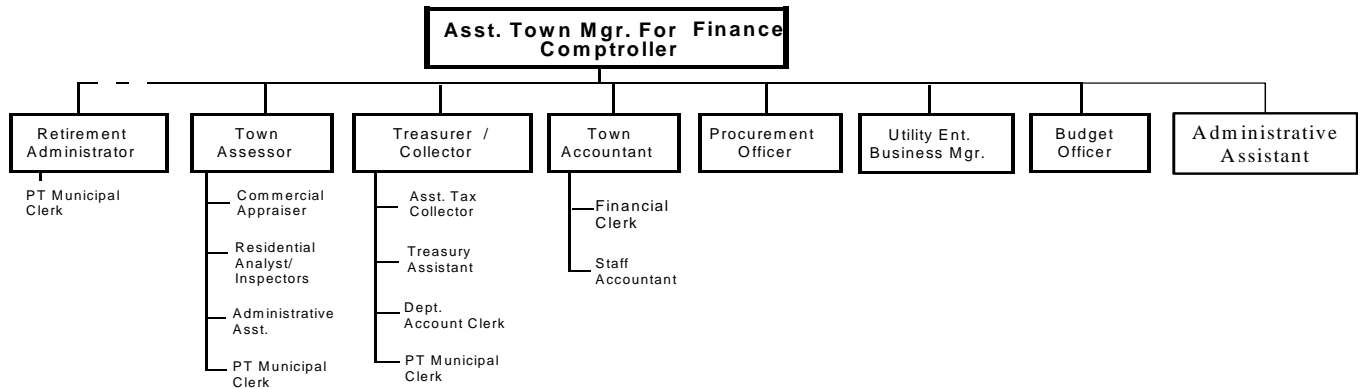 Asst. Town Mgr. For Finance
Comptroller
Retirement
Administrator
Town
Assessor
Treasurer /
Collector
Town
Accountant
Procurement
Officer
Utility Ent.
Business Mgr.
Budget
Officer
Administrative
Assistant
PT Municipal
Clerk
Commercial
Appraiser
Residential
Analyst/
Inspectors
Administrative
Asst.
PT Municipal
Clerk
Asst. Tax
Collector
Treasury
Assistant
Dept.
Account Clerk
PT Municipal
Clerk
Financial
Clerk
Staff
Accountant